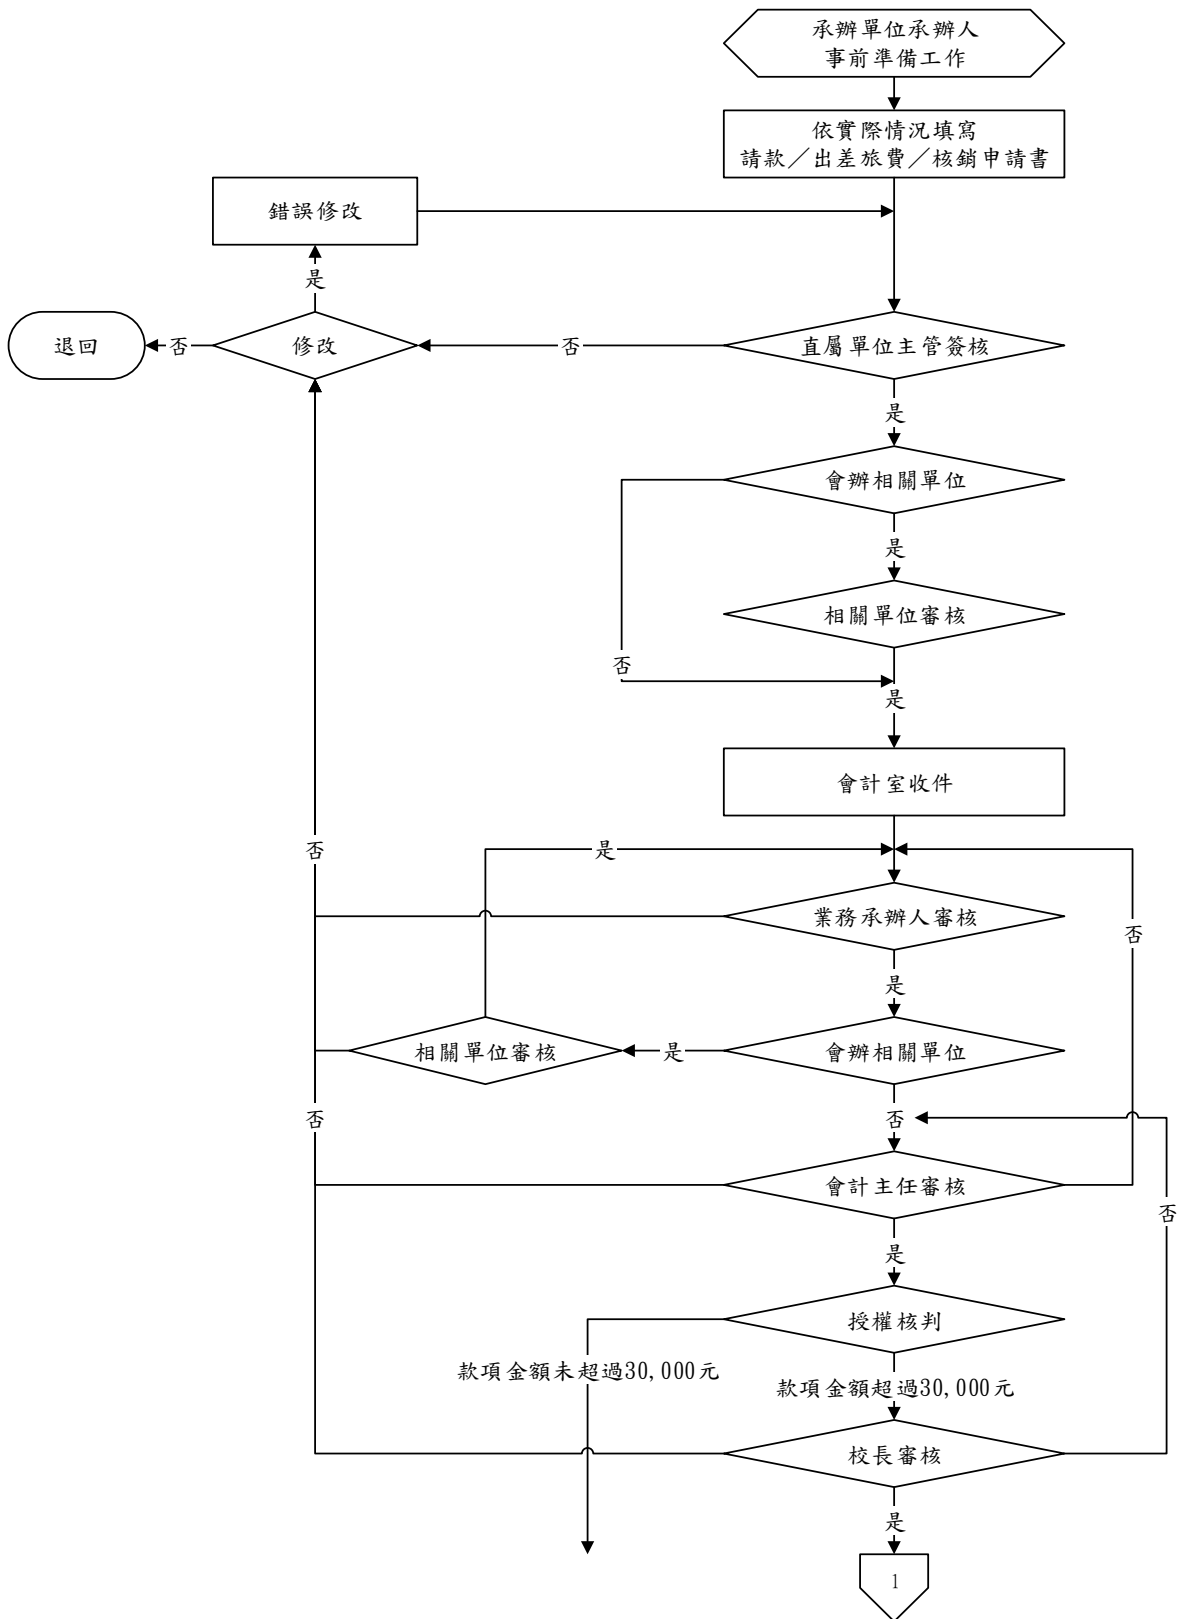 承辦單位承辦人
事前準備工作
依實際情況填寫
請款／出差旅費／核銷申請書
錯誤修改
是
退回
否
修改
否
直屬單位主管簽核
是
會辦相關單位
是
相關單位審核
否
是
會計室收件
否
是
業務承辦人審核
否
是
相關單位審核
是
會辦相關單位
否
否
會計主任審核
否
是
授權核判
款項金額未超過30,000元
款項金額超過30,000元
校長審核
是
1